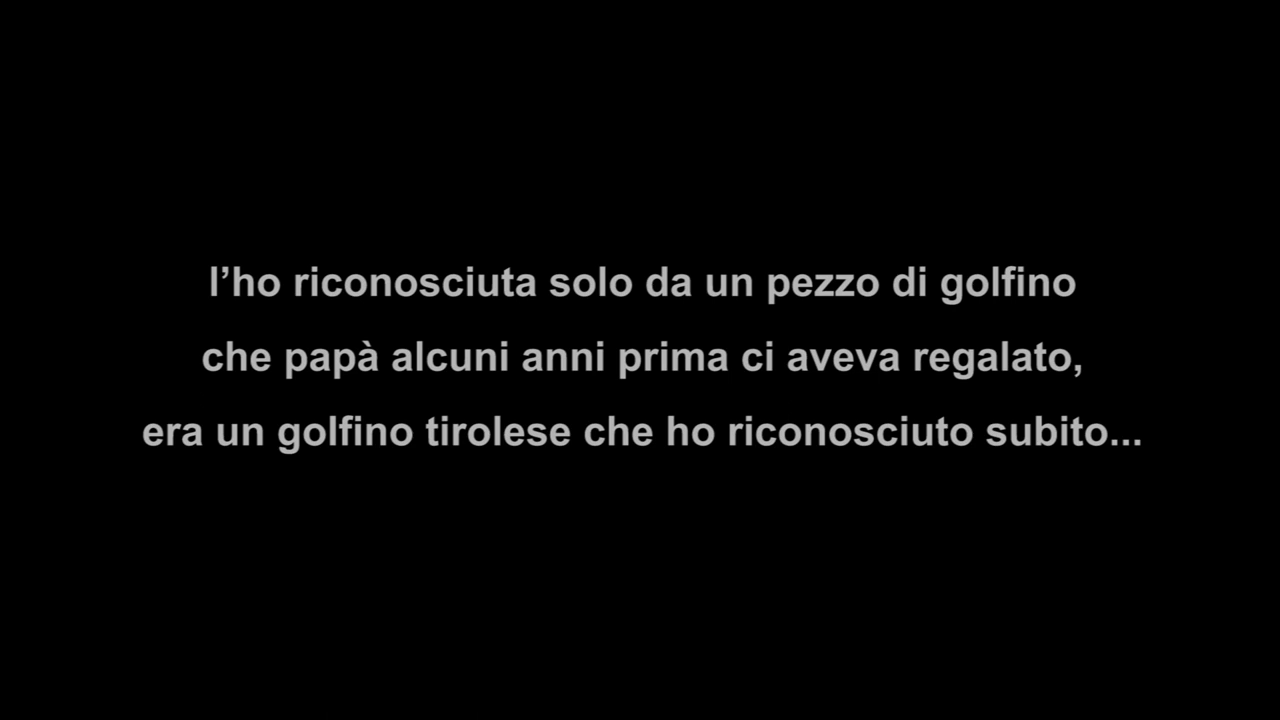 l’ho riconosciuta solo da un pezzo di golfino
che papà alcuni anni prima ci aveva regalato,
era un golfino tirolese che ho riconosciuto subito...